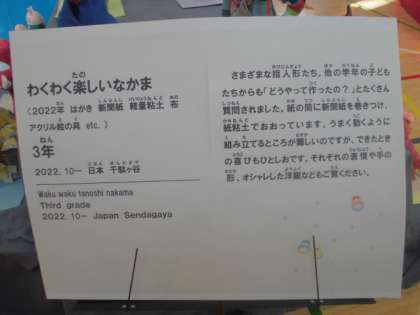 わくわく楽しいなかま
(2022年 はがき 新聞紙 軽量粘土 布
アクリル絵の具 etc.)
3年
2022.10― 日本 千駄ヶ谷
Waku waku tanoshi nakama
Third grade
2022.10― Japan Sendagaya
さまざまな指人形たち。他の学年の子ども
たちからも「どうやって作ったの?」とたくさん
質問されました。紙の筒に新聞紙を巻きつけ、
紙粘土でおおっています。うまく動くように
組み立てるところが難しいのですが、できたとき
の喜びもひとしおです。それぞれの表情や手の
形、オシャレした洋服などもご覧ください。